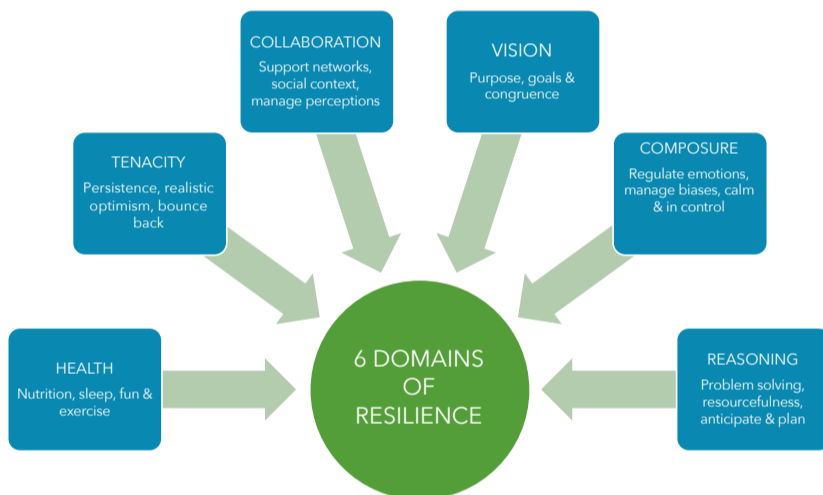 COLLABORATION
Support networks,
social context,
manage perceptions
VISION
Purpose, goals &
congruence
TENACITY
Persistence, realistic
optimism, bounce
back
COMPOSURE
Regulate emotions,
manage biases, calm
& in control
HEALTH
Nutrition, sleep, fun &
exercise
6 DOMAINS
OF
RESILIENCE
REASONING
Problem solving,
resourcefulness,
anticipate & plan